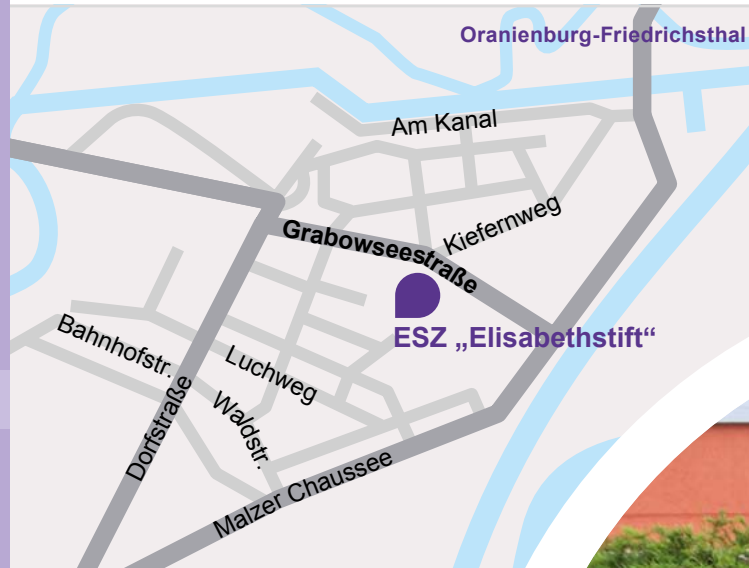 Oranienburg-Friedrichsthal
Am Kanal
Kiefernweg
Grabowseestraße
ESZ „Elisabethstift“
Bahnhofstr.
Luchweg
Waldstr.
Dorfstraße
Malzer Chaussee